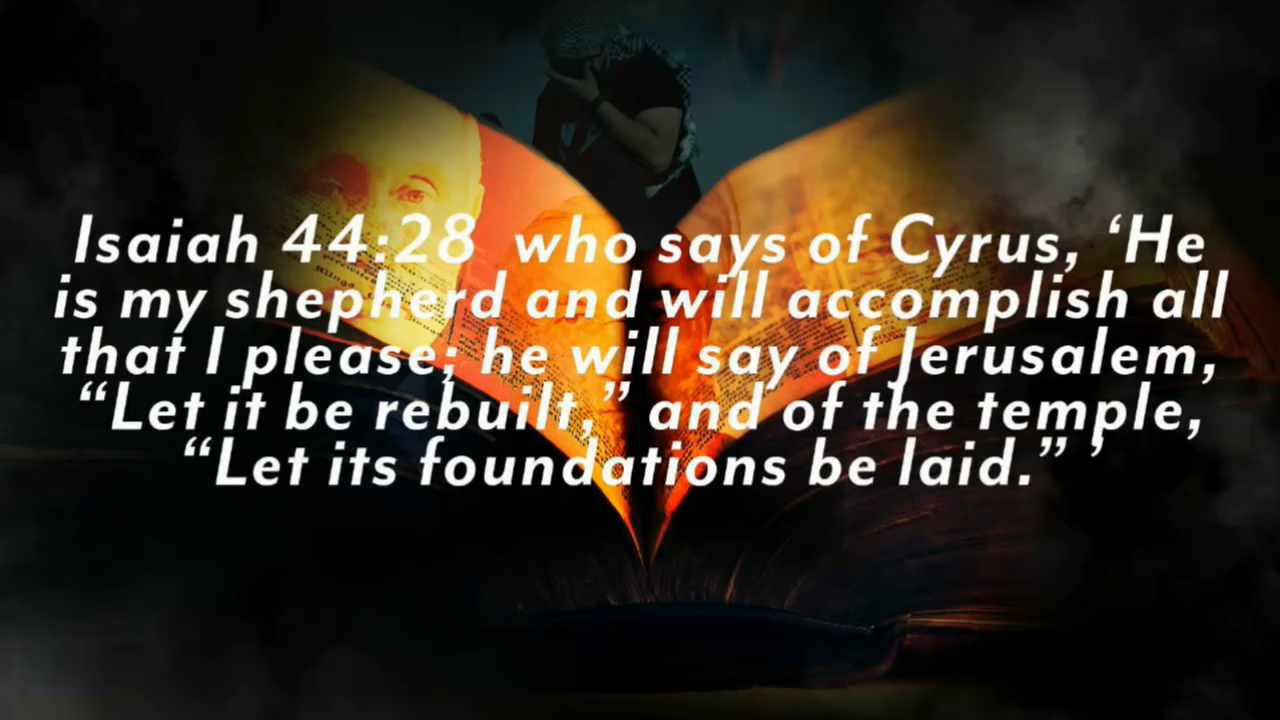 Isaiah 44:28 who says of Cyrus, ‘He
is my shepherd and will accomplish all
that I please; he will say of Jerusalem,
“Let it be rebuilt,” and of the temple,
“Let its foundations be laid.” ’